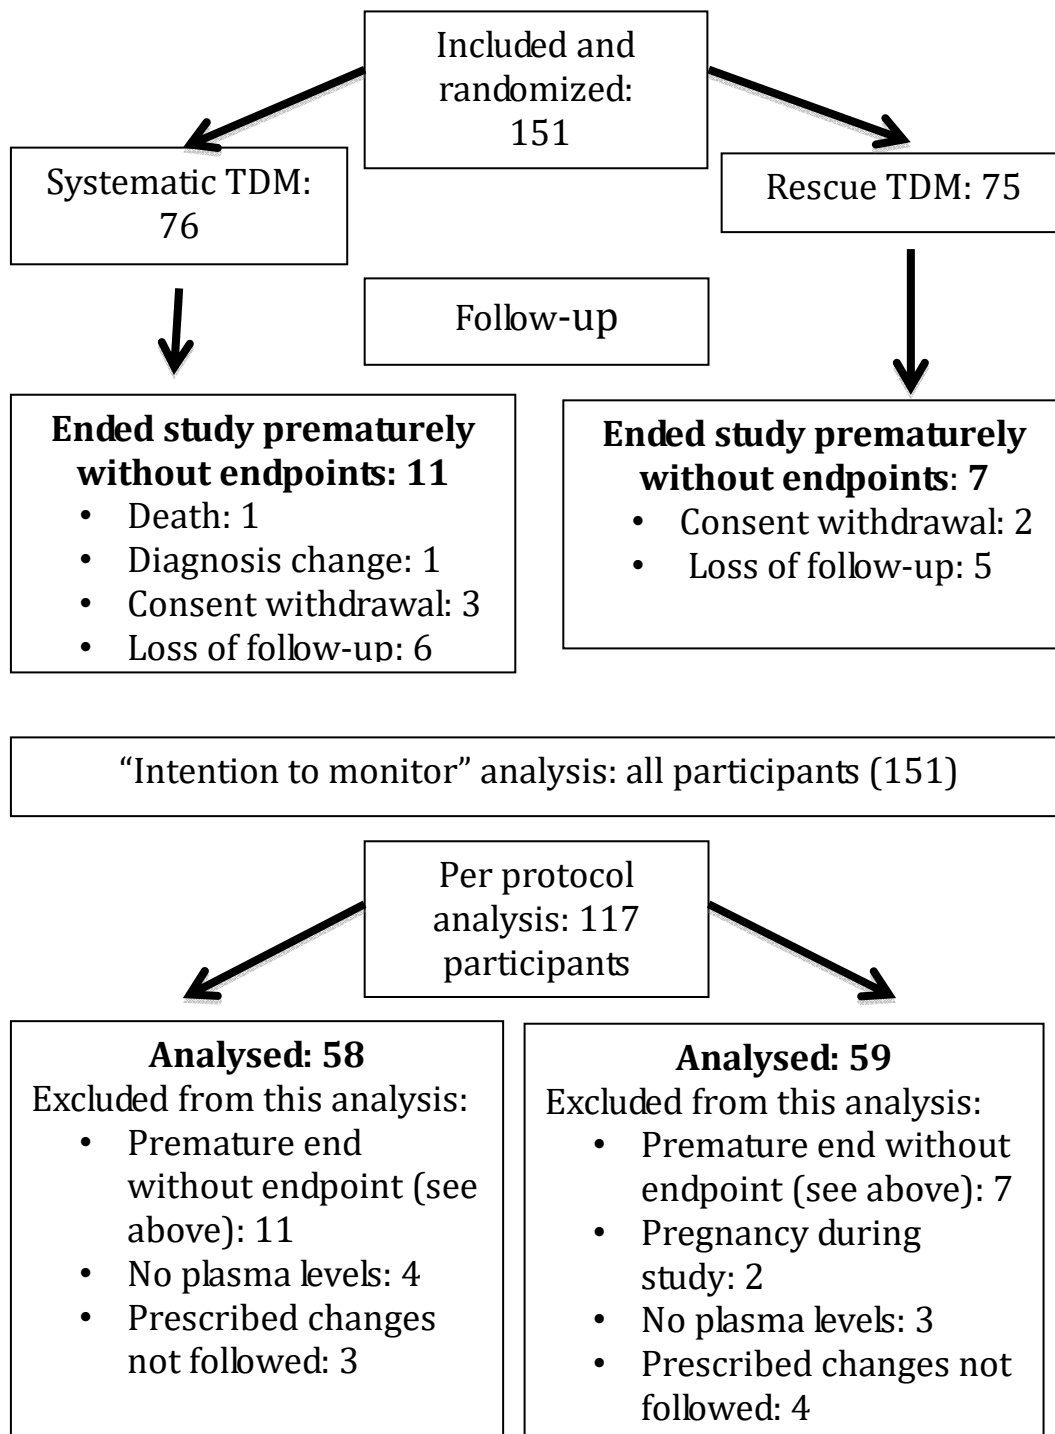 Included and
randomized:
151
Systematic TDM:
76
Rescue TDM: 75
Follow-up
Ended study prematurely
without endpoints: 11
• Death: 1
• Diagnosis change: 1
• Consent withdrawal: 3
• Loss of follow-up: 6
Ended study prematurely
without endpoints: 7
• Consent withdrawal: 2
• Loss of follow-up: 5
“Intention to monitor” analysis: all participants (151)
Per protocol
analysis: 117
participants
Analysed: 58
Excluded from this analysis:
• Premature end
without endpoint (see
above): 11
• No plasma levels: 4
• Prescribed changes
not followed: 3
Analysed: 59
Excluded from this analysis:
• Premature end without
endpoint (see above): 7
• Pregnancy during
study: 2
• No plasma levels: 3
• Prescribed changes not
followed: 4